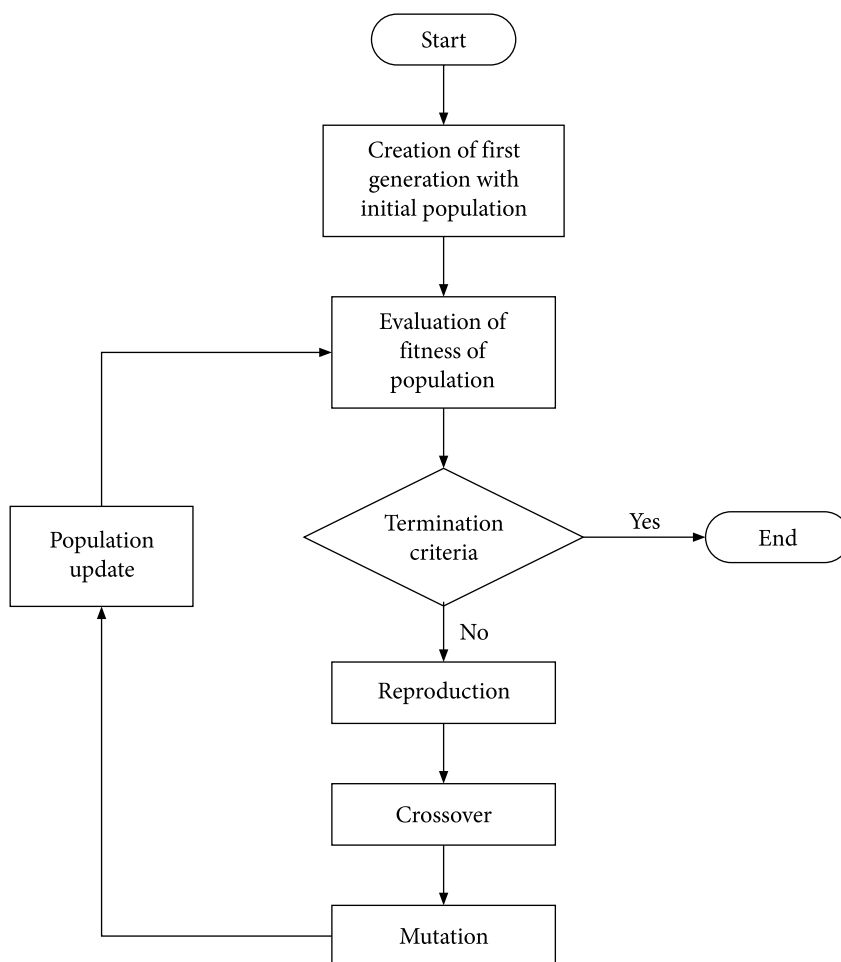 Start
Creation of first
generation with
initial population
Evaluation of
fitness of
population
Termination
criteria
Yes
End
Population
update
No
Reproduction
Crossover
Mutation